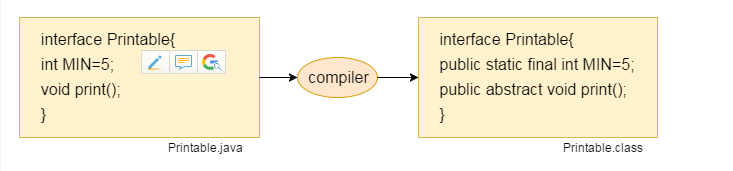 interface Printable{
int MIN=5;
void print();
}
Printable.java
compiler
interface Printable{
public static final int MIN=5;
public abstract void print();
}
Printable.class